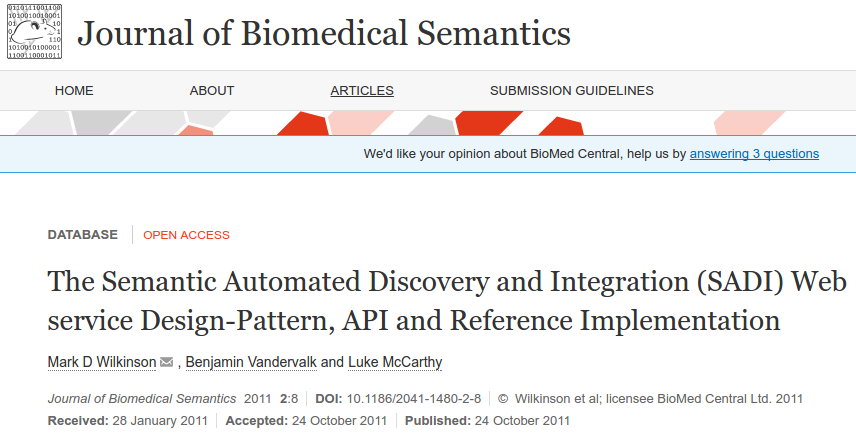 Journal of Biomedical Semantics
HOME ABOUT ARTICLES SUBMISSION GUIDELINES
We'd like your opinion about BioMed Central, help us by answering 3 questions
DATABASE OPEN ACCESS
The Semantic Automated Discovery and Integration (SADI) Web
service Design-Pattern, API and Reference Implementation
Mark D Wilkinson , Benjamin Vandervalk and Luke McCarthy
Journal of Biomedical Semantics 2011 2:8 DOI: 10.1186/2041-1480-2-8 © Wilkinson et al; licensee BioMed Central Ltd. 2011
Received: 28 January 2011 Accepted: 24 October 2011 Published: 24 October 2011